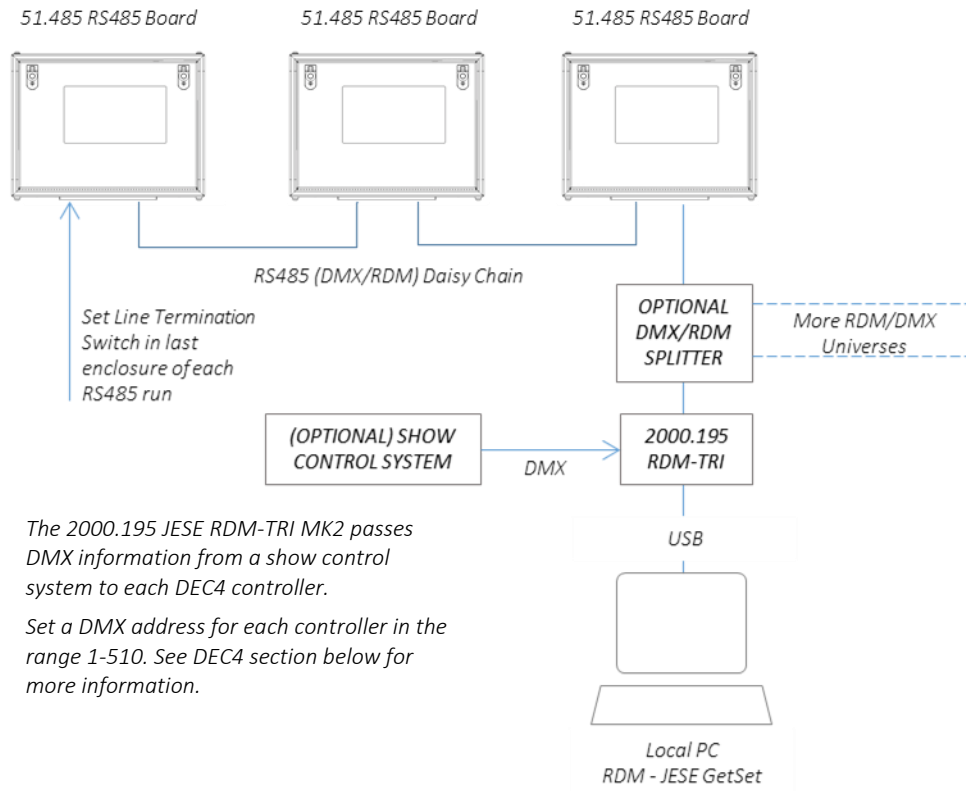 51.485 RS485 Board
51.485 RS485 Board
51.485 RS485 Board
RS485 (DMX/RDM) Daisy Chain
Set Line Termination
Switch in last
enclosure of each
RS485 run
OPTIONAL
DMX/RDM
SPLITTER
More RDM/DMX
Universes
(OPTIONAL) SHOW
CONTROL SYSTEM
DMX
2000.195
RDM-TRI
The 2000.195 JESE RDM-TRI MK2 passes
DMX information from a show control
system to each DEC4 controller.
Set a DMX address for each controller in the
range 1-510. See DEC4 section below for
more information.
USB
Local PC
RDM - JESE GetSet